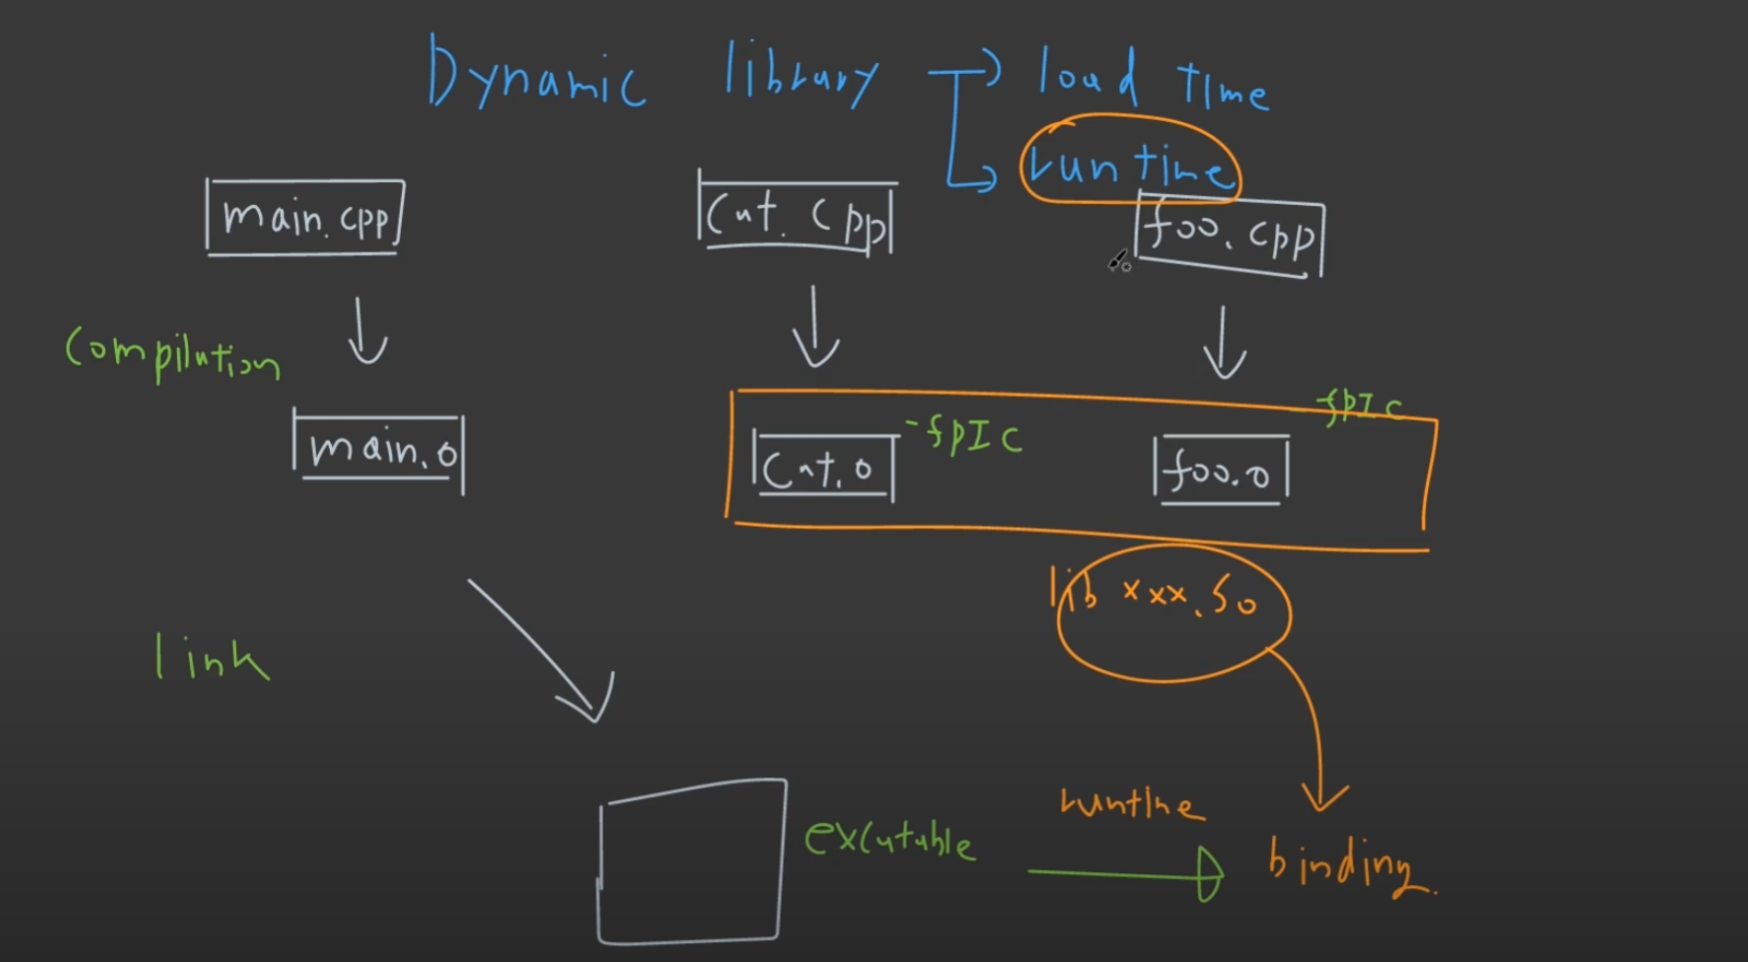 Dynamic library load time
runtime
main.cpp
Cat.cpp
foo.cpp
Compilation
-fpIC
-fpIC
main.o
Cat.o
foo.o
lib xxx.so
link
runtime
excutable
binding.